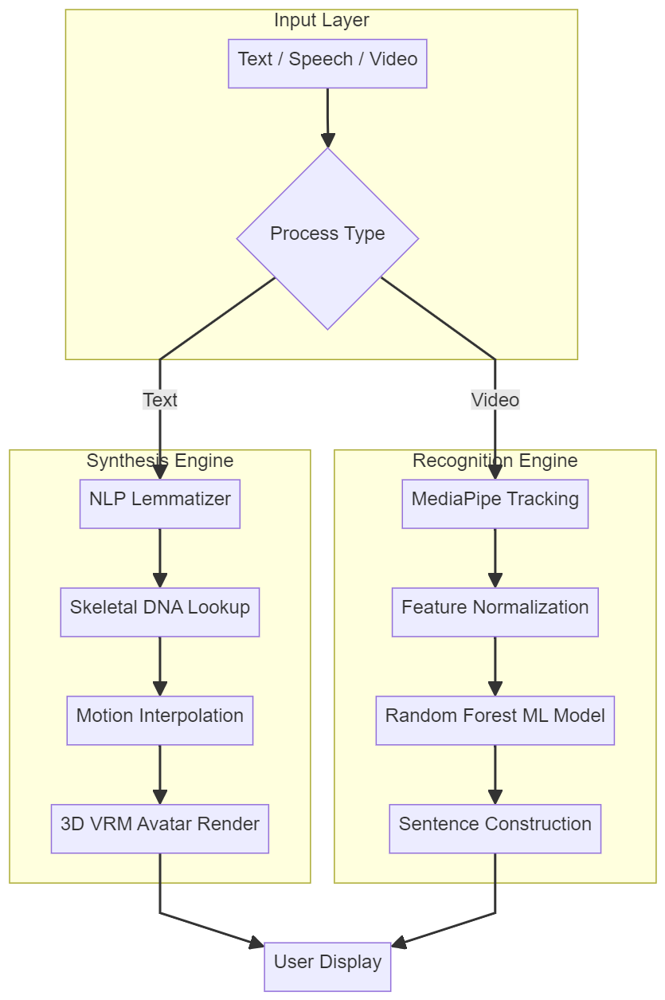 Input Layer
Text / Speech / Video
Process Type
Text
Video
Synthesis Engine
Recognition Engine
NLP Lemmatizer
MediaPipe Tracking
Skeletal DNA Lookup
Feature Normalization
Motion Interpolation
Random Forest ML Model
3D VRM Avatar Render
Sentence Construction
User Display